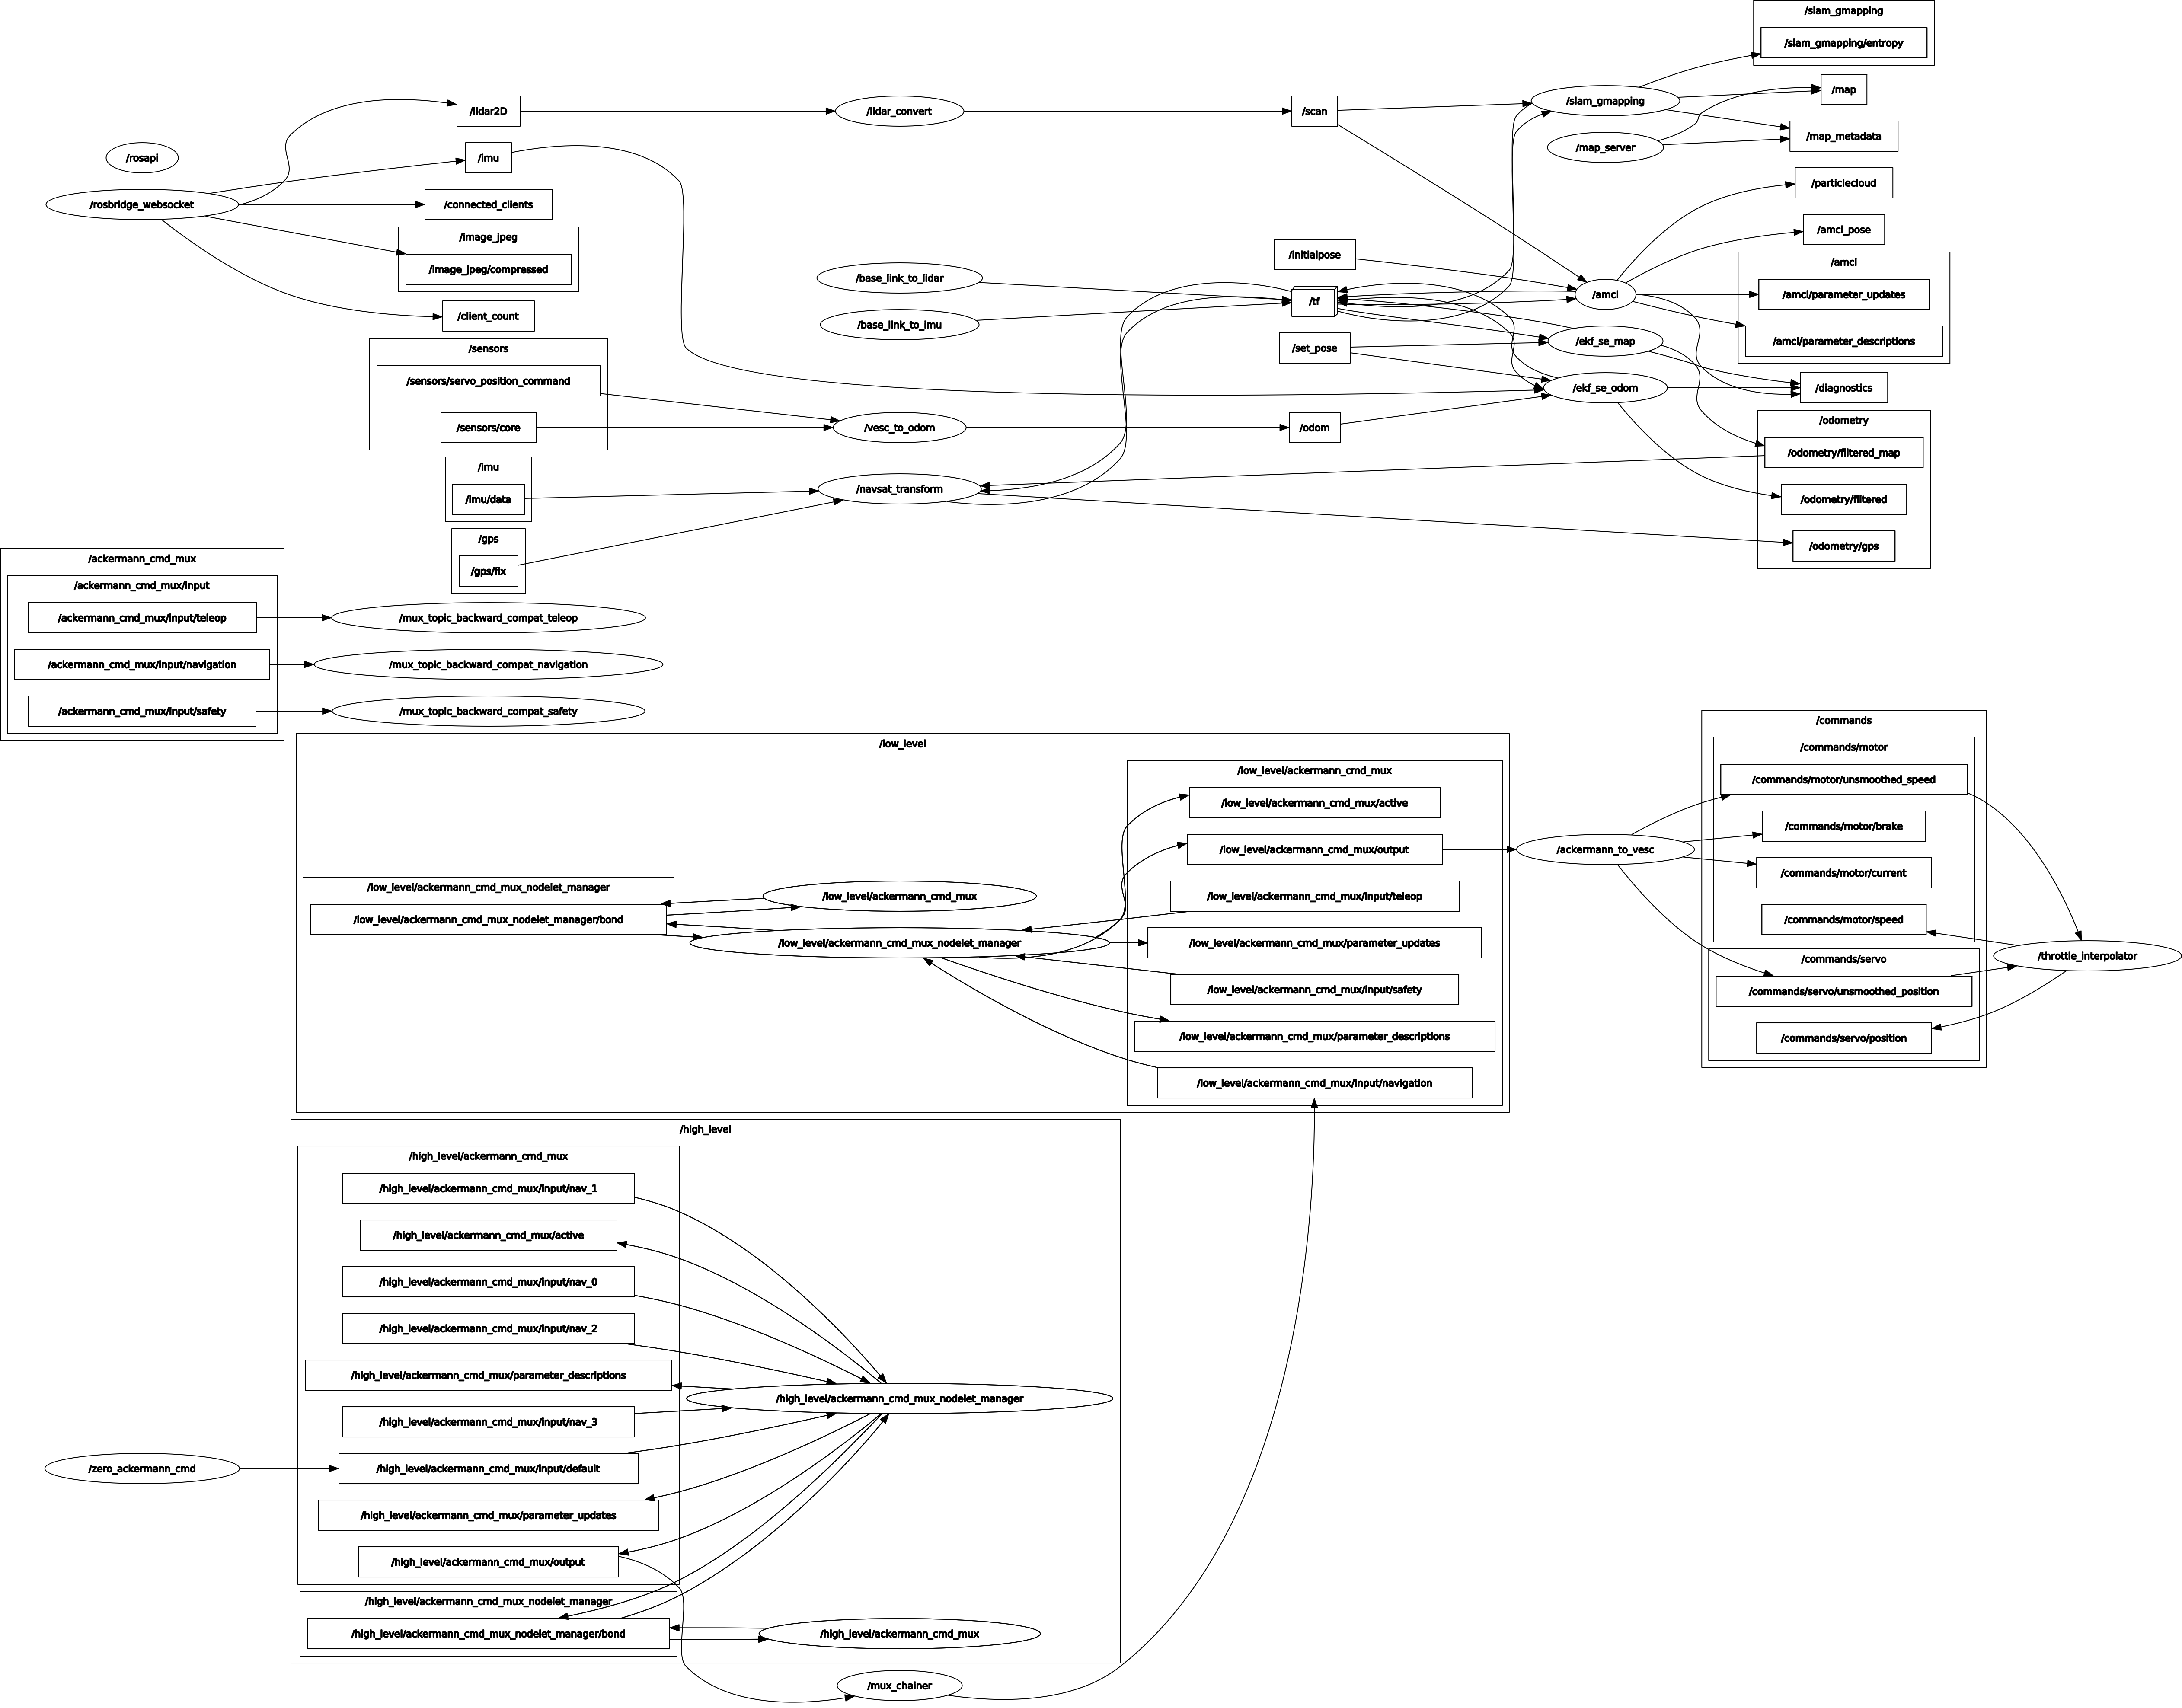 /slam_gmapping
/slam_gmapping/entropy
/map
/lidar2D
/lidar_convert
/scan
/slam_gmapping
/map_metadata
/rosapi
/imu
/map_server
/particlecloud
/rosbridge_websocket
/connected_clients
/amcl_pose
/image_jpeg
/image_jpeg/compressed
/initialpose
/amcl
/base_link_to_lidar
/tf
/amcl
/amcl/parameter_updates
/client_count
/base_link_to_imu
/amcl/parameter_descriptions
/sensors
/set_pose
/ekf_se_map
/sensors/servo_position_command
/ekf_se_odom
/diagnostics
/sensors/core
/vesc_to_odom
/odom
/odometry
/odometry/filtered_map
/imu
/imu/data
/navsat_transform
/odometry/filtered
/gps
/gps/fix
/odometry/gps
/ackermann_cmd_mux
/ackermann_cmd_mux/input
/ackermann_cmd_mux/input/teleop
/mux_topic_backward_compat_teleop
/ackermann_cmd_mux/input/navigation
/mux_topic_backward_compat_navigation
/ackermann_cmd_mux/input/safety
/mux_topic_backward_compat_safety
/low_level
/low_level/ackermann_cmd_mux
/low_level/ackermann_cmd_mux/active
/low_level/ackermann_cmd_mux/output
/low_level/ackermann_cmd_mux_nodelet_manager
/low_level/ackermann_cmd_mux_nodelet_manager/bond
/low_level/ackermann_cmd_mux
/low_level/ackermann_cmd_mux_nodelet_manager
/low_level/ackermann_cmd_mux/input/teleop
/low_level/ackermann_cmd_mux/parameter_updates
/low_level/ackermann_cmd_mux/input/safety
/low_level/ackermann_cmd_mux/parameter_descriptions
/low_level/ackermann_cmd_mux/input/navigation
/ackermann_to_vesc
/commands
/commands/motor
/commands/motor/unsmoothed_speed
/commands/motor/brake
/commands/motor/current
/commands/motor/speed
/commands/servo
/commands/servo/unsmoothed_position
/commands/servo/position
/throttle_interpolator
/high_level
/high_level/ackermann_cmd_mux
/high_level/ackermann_cmd_mux/input/nav_1
/high_level/ackermann_cmd_mux/active
/high_level/ackermann_cmd_mux/input/nav_0
/high_level/ackermann_cmd_mux/input/nav_2
/high_level/ackermann_cmd_mux/parameter_descriptions
/high_level/ackermann_cmd_mux_nodelet_manager
/high_level/ackermann_cmd_mux/input/nav_3
/zero_ackermann_cmd
/high_level/ackermann_cmd_mux/input/default
/high_level/ackermann_cmd_mux/parameter_updates
/high_level/ackermann_cmd_mux/output
/high_level/ackermann_cmd_mux_nodelet_manager
/high_level/ackermann_cmd_mux_nodelet_manager/bond
/high_level/ackermann_cmd_mux
/mux_chainer